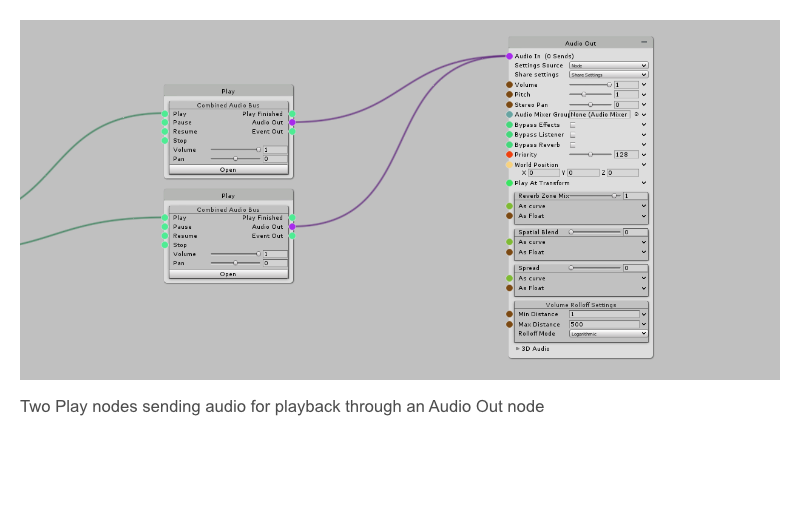 Play
Combined Audio Bus
Play Play Finished
Pause Audio Out
Resume Event Out
Stop
Volume 1
Pan 0
Open
Play
Combined Audio Bus
Play Play Finished
Pause Audio Out
Resume Event Out
Stop
Volume 1
Pan 0
Open
Audio Out
Audio In (0 Sends)
Settings Source Node
Share settings Share Settings
Volume 1
Pitch 1
Stereo Pan 0
Audio Mixer Group None (Audio Mixer
Bypass Effects
Bypass Listener
Bypass Reverb
Priority 128
World Position
X 0 Y 0 Z 0
Play At Transform
Reverb Zone Mix 1
As curve
As Float
Spatial Blend 0
As curve
As Float
Spread 0
As curve
As Float
Volume Rolloff Settings
Min Distance 1
Max Distance 500
Rolloff Mode Logarithmic
3D Audio
Two Play nodes sending audio for playback through an Audio Out node